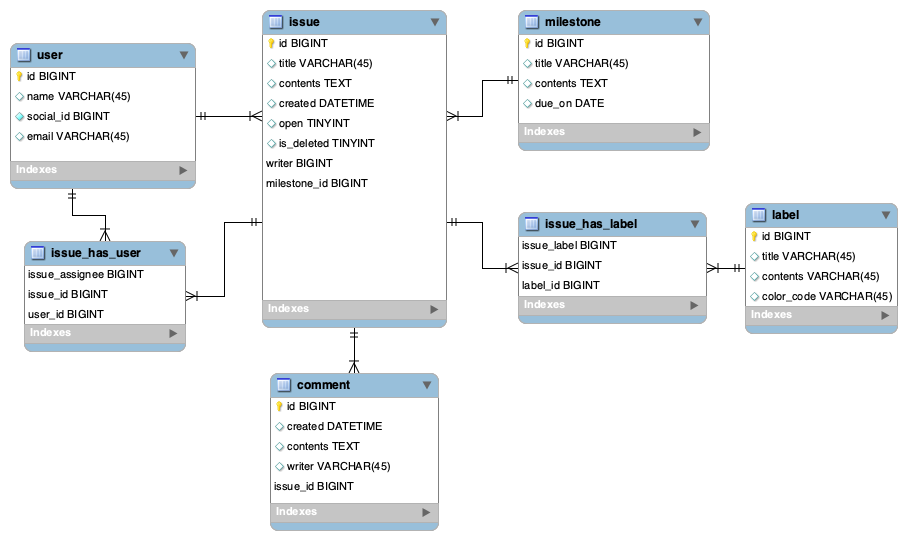 user
id BIGINT
name VARCHAR(45)
social_id BIGINT
email VARCHAR(45)
Indexes
issue
id BIGINT
title VARCHAR(45)
contents TEXT
created DATETIME
open TINYINT
is_deleted TINYINT
writer BIGINT
milestone_id BIGINT
Indexes
milestone
id BIGINT
title VARCHAR(45)
contents TEXT
due_on DATE
Indexes
issue_has_user
issue_assignee BIGINT
issue_id BIGINT
user_id BIGINT
Indexes
issue_has_label
issue_label BIGINT
issue_id BIGINT
label_id BIGINT
Indexes
label
id BIGINT
title VARCHAR(45)
contents VARCHAR(45)
color_code VARCHAR(45)
Indexes
comment
id BIGINT
created DATETIME
contents TEXT
writer VARCHAR(45)
issue_id BIGINT
Indexes